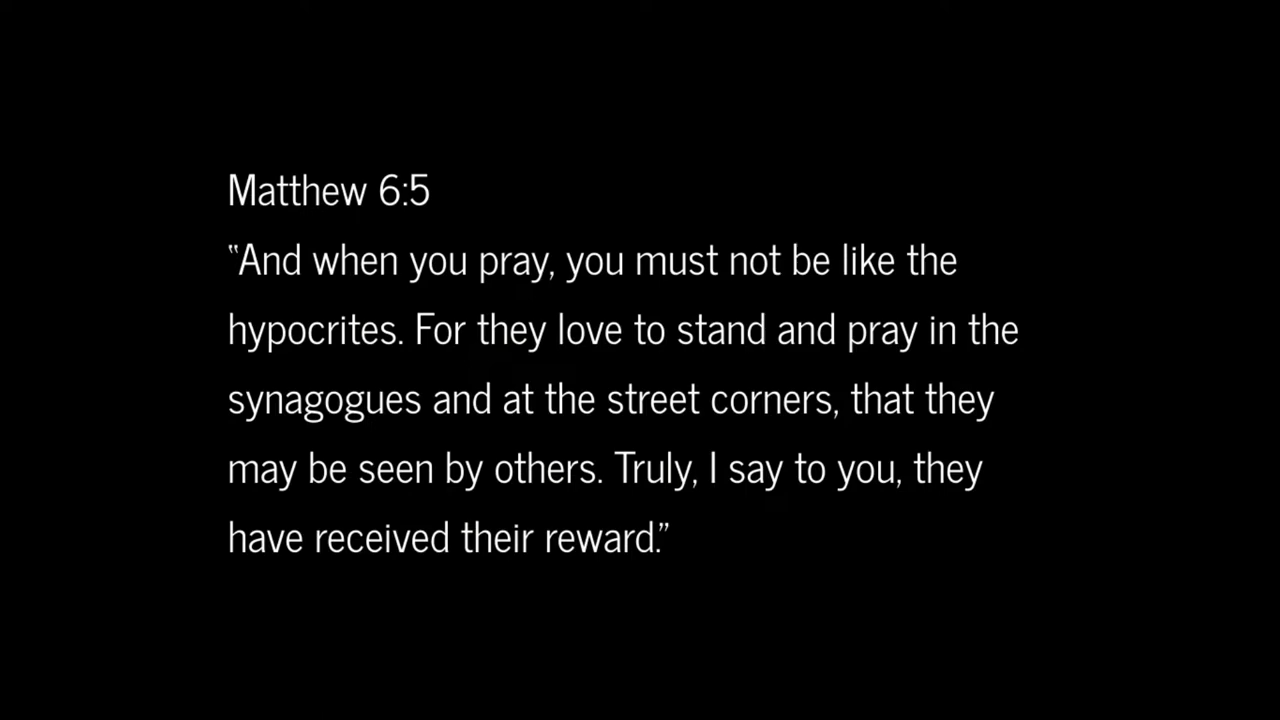 Matthew 6:5
“And when you pray, you must not be like the
hypocrites. For they love to stand and pray in the
synagogues and at the street corners, that they
may be seen by others. Truly, I say to you, they
have received their reward.”